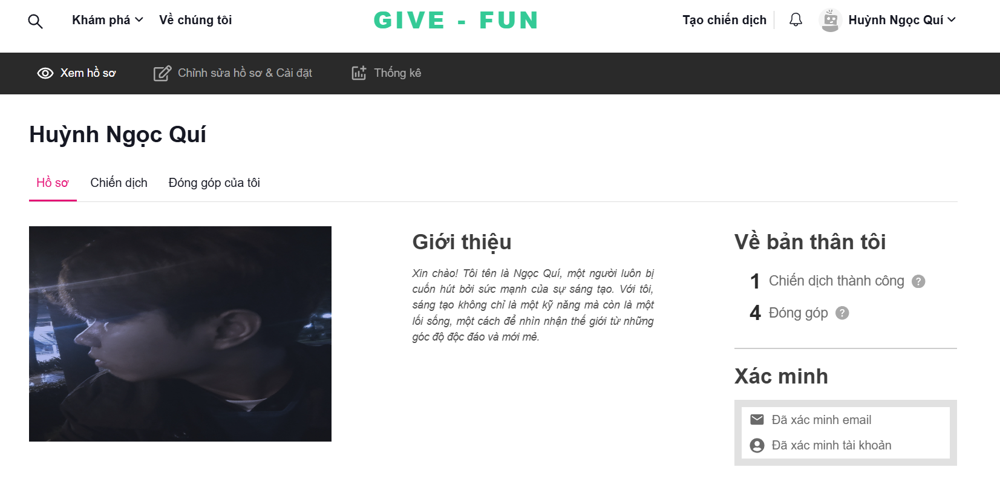 Khám phá
Về chúng tôi
GIVE - FUN
Tạo chiến dịch
Huỳnh Ngọc Quí
Xem hồ sơ
Chỉnh sửa hồ sơ & Cài đặt
Thống kê
Huỳnh Ngọc Quí
Hồ sơ
Chiến dịch
Đóng góp của tôi
Giới thiệu
Xin chào! Tôi tên là Ngọc Quí, một người luôn bị
cuốn hút bởi sức mạnh của sự sáng tạo. Với tôi,
sáng tạo không chỉ là một kỹ năng mà còn là một
lối sống, một cách để nhìn nhận thế giới từ những
góc độ độc đáo và mới mẻ.
Về bản thân tôi
1 Chiến dịch thành công ?
4 Đóng góp ?
Xác minh
Đã xác minh email
Đã xác minh tài khoản